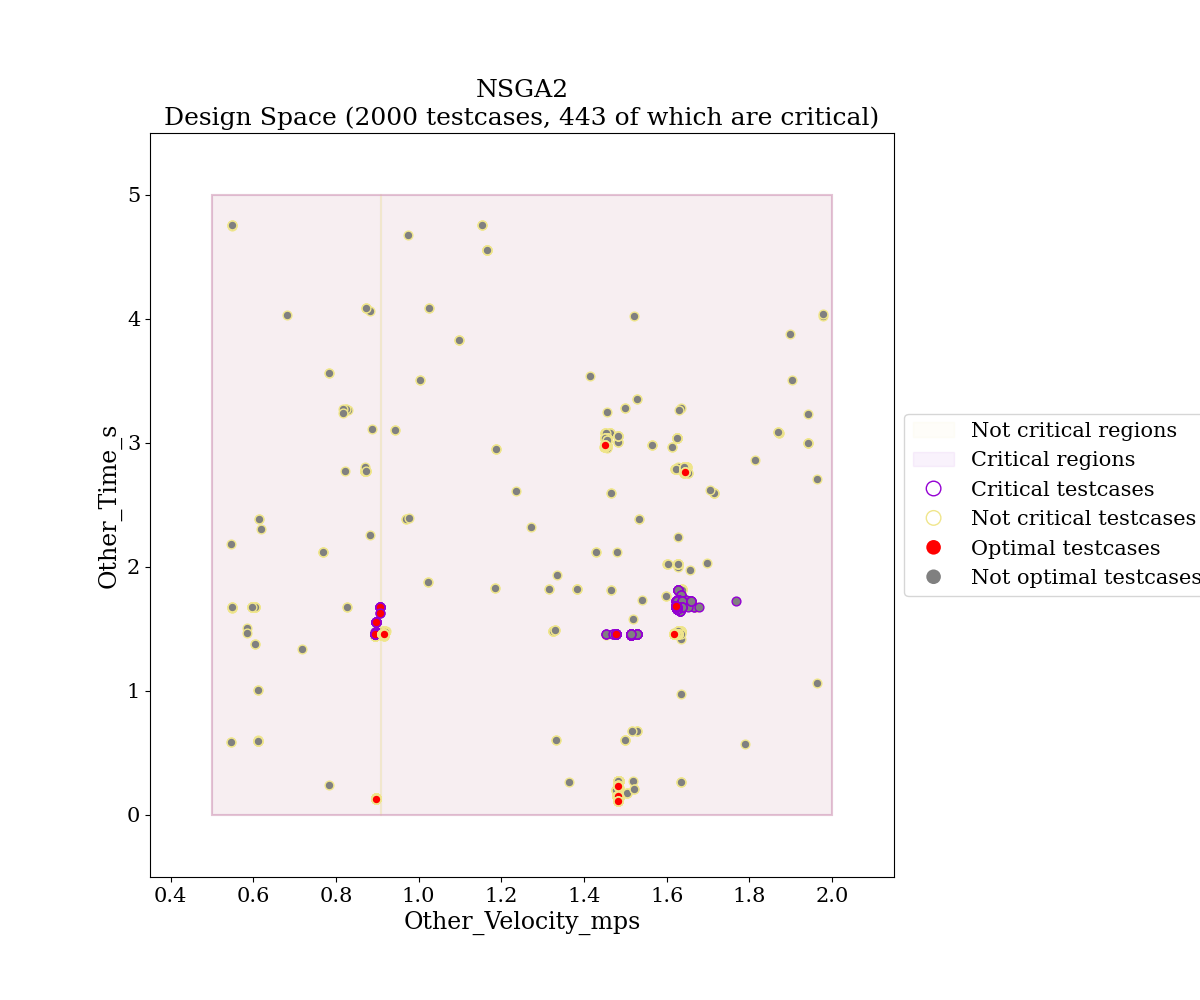 NSGA2
Design Space (2000 testcases, 443 of which are critical)
Other_Time_s
5
4
3
2
1
0
0.4 0.6 0.8 1.0 1.2 1.4 1.6 1.8 2.0
Other_Velocity_mps
Not critical regions
Critical regions
Critical testcases
Not critical testcases
Optimal testcases
Not optimal testcases